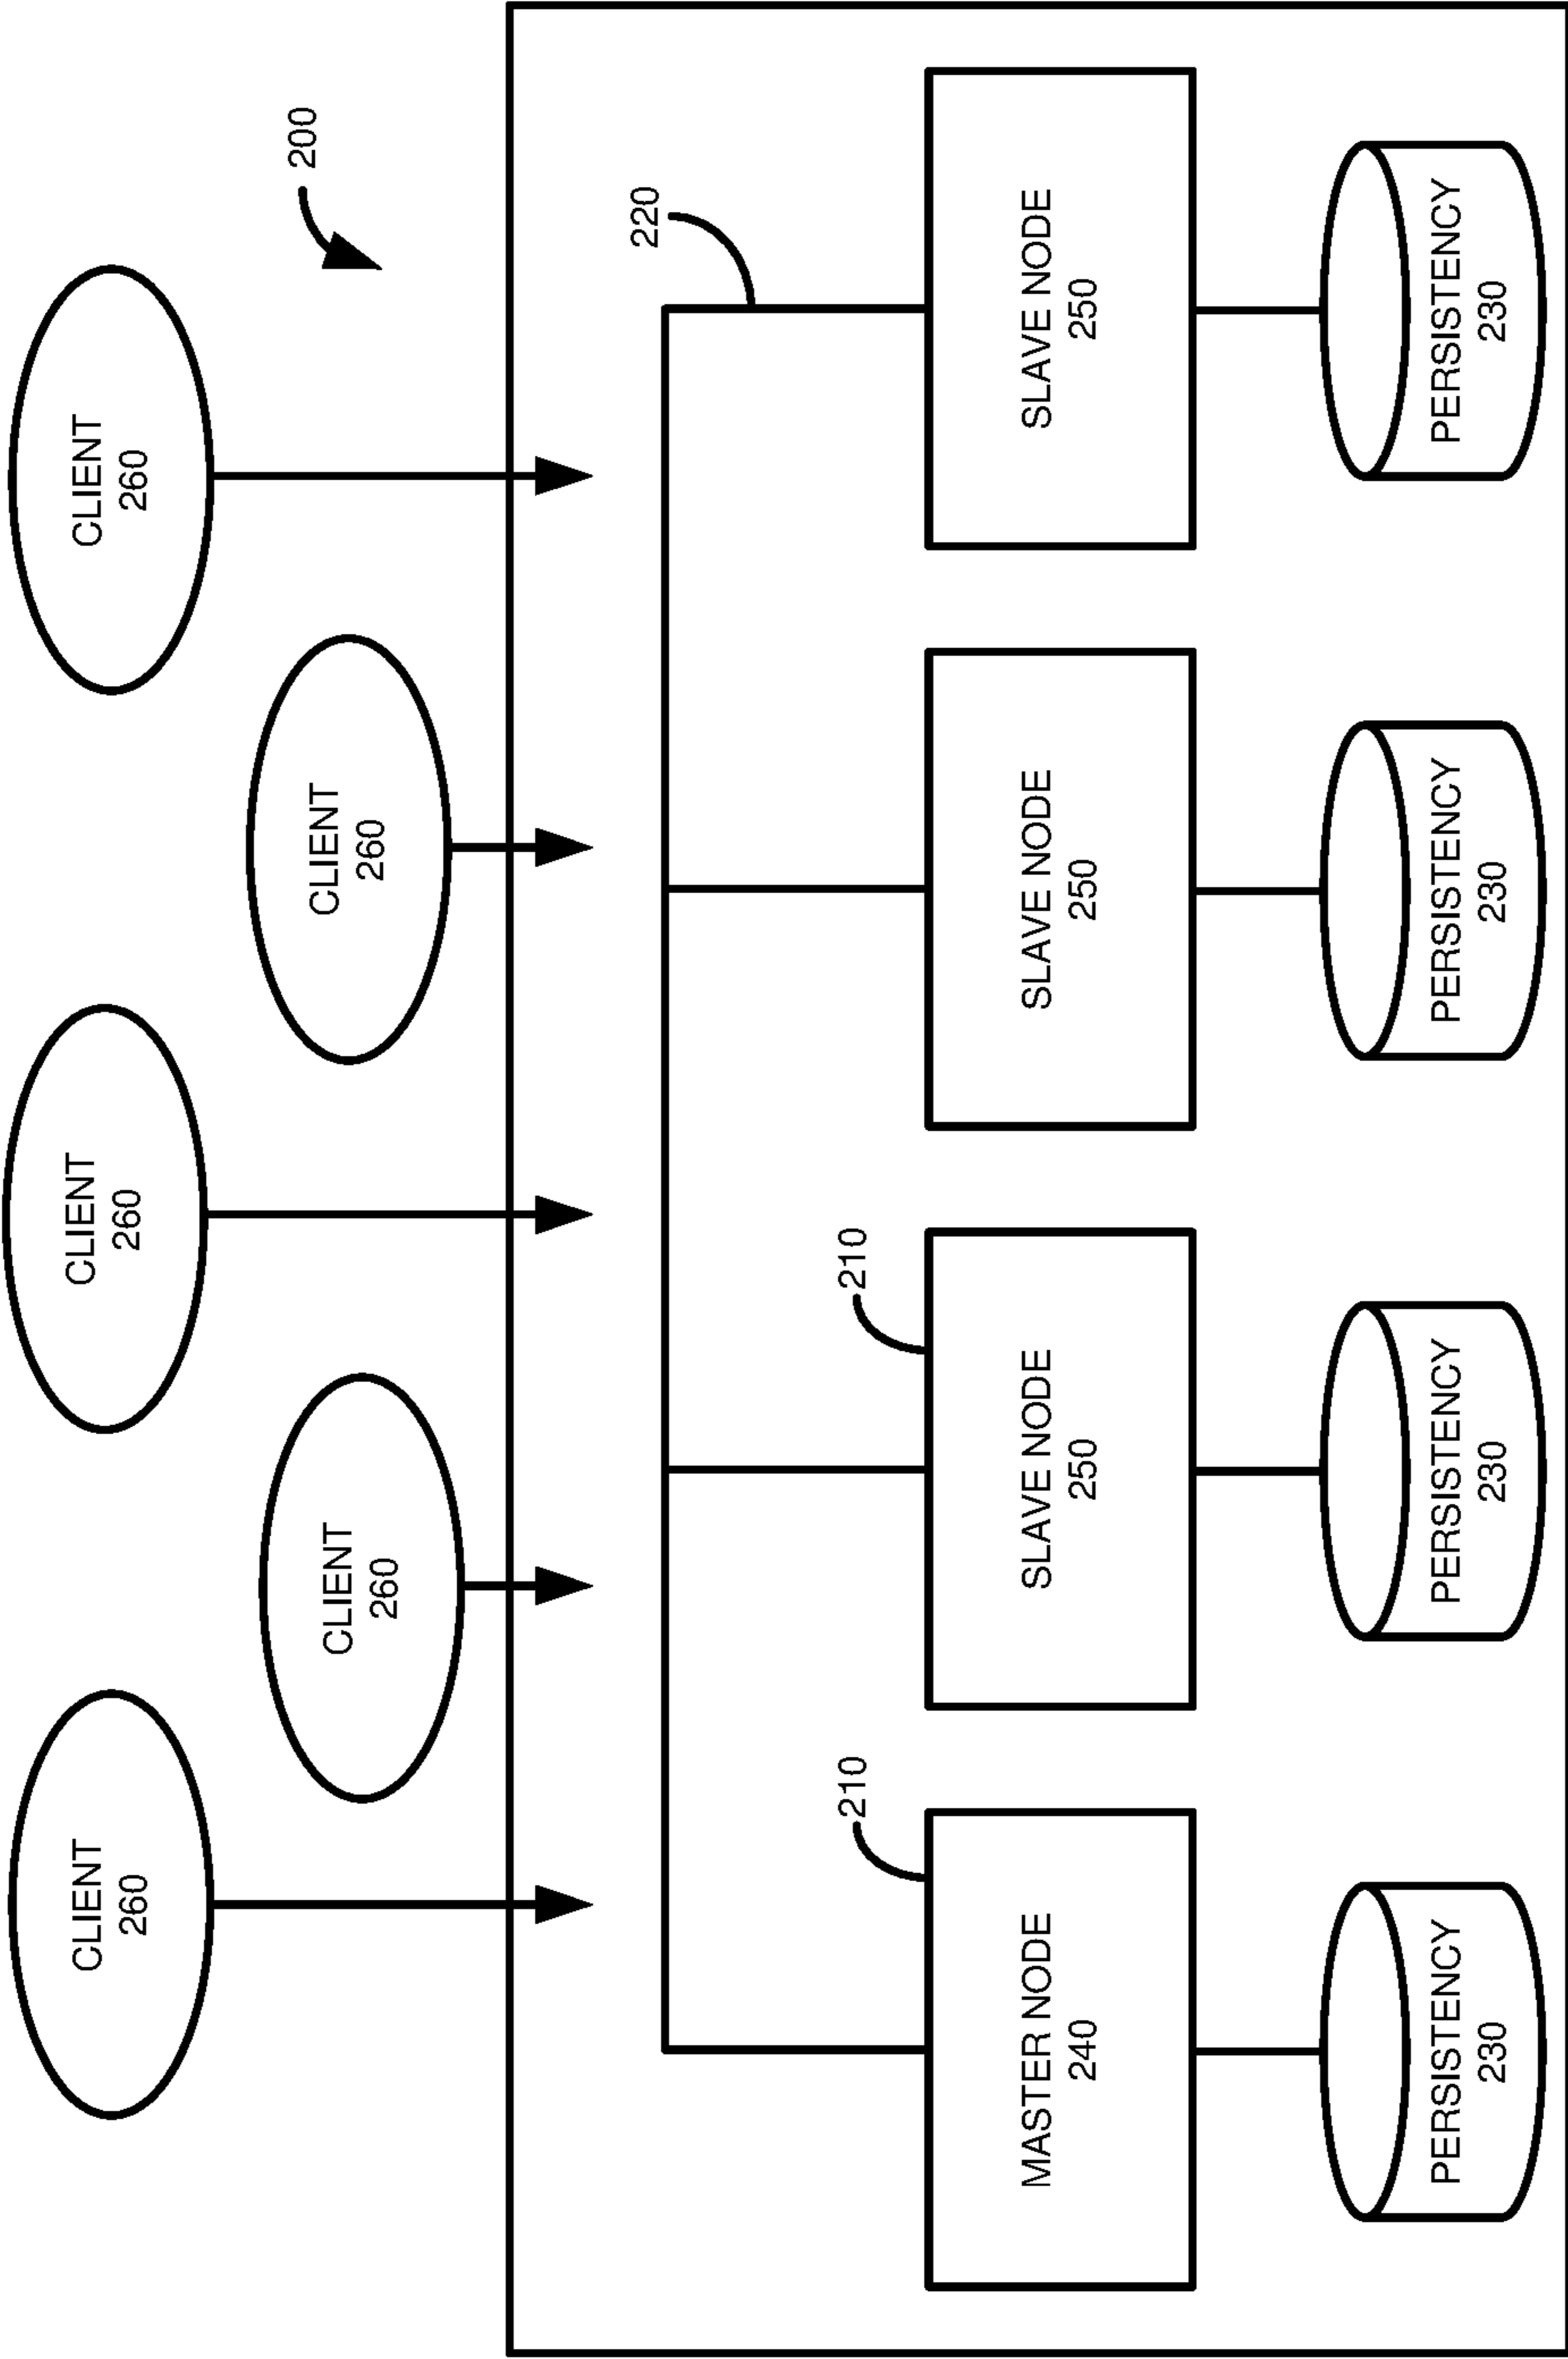 CLIENT
260
CLIENT
260
CLIENT
260
CLIENT
260
CLIENT
260
200
220
210
210
MASTER NODE
240
SLAVE NODE
250
SLAVE NODE
250
SLAVE NODE
250
PERSISTENCY
230
PERSISTENCY
230
PERSISTENCY
230
PERSISTENCY
230